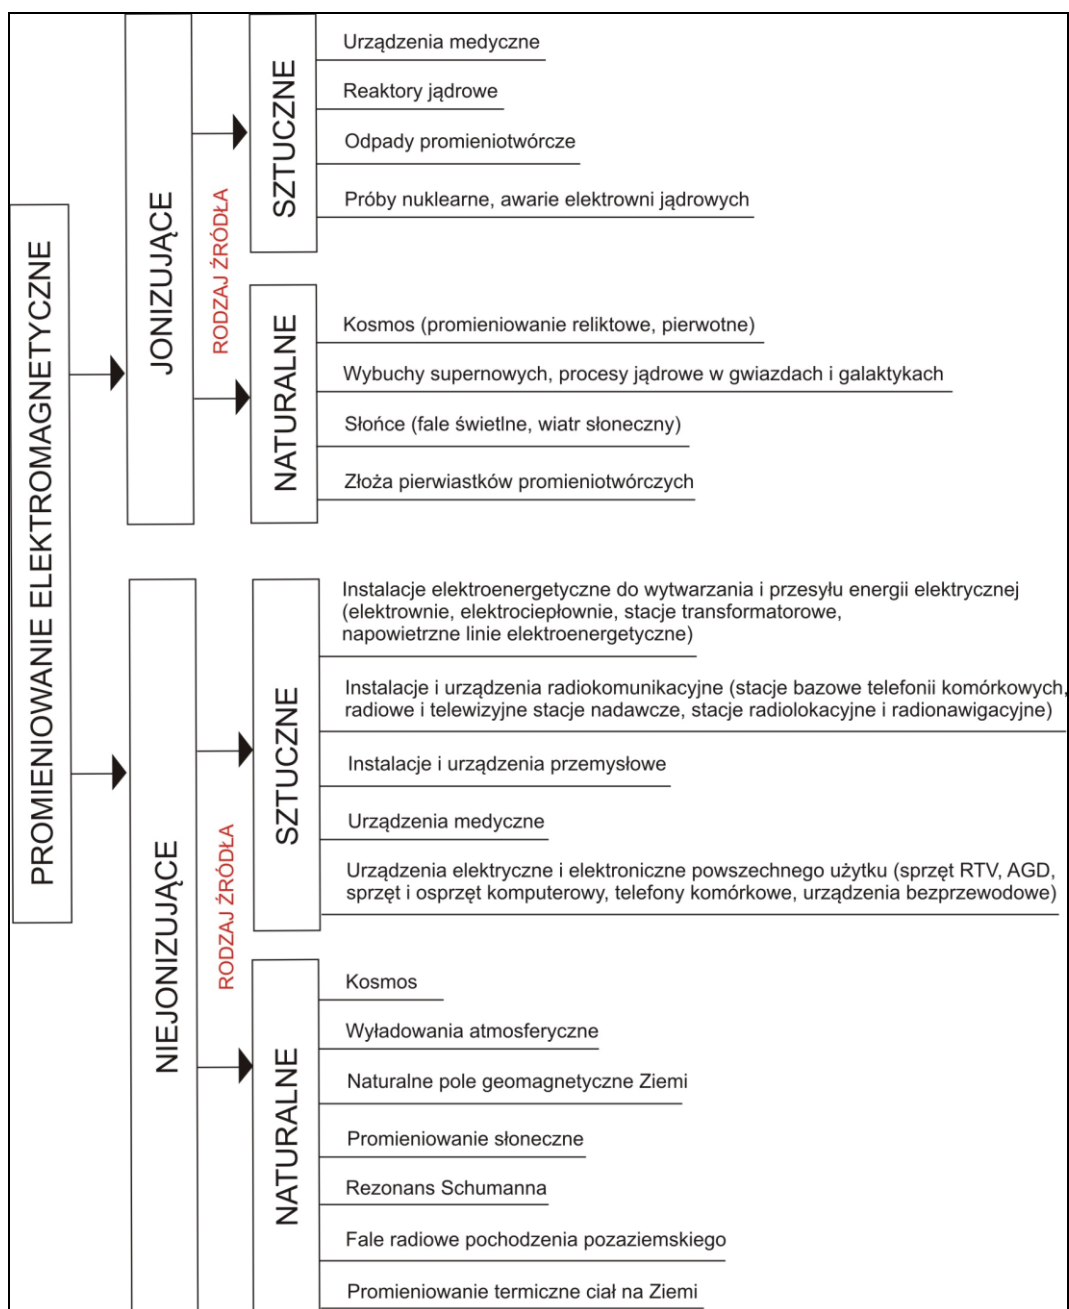 PROMIENIOWANIE ELEKTROMAGNETYCZNE
JONIZUJĄCE
RODZAJ ŹRÓDŁA
SZTUCZNE
Urządzenia medyczne
Reaktory jądrowe
Odpady promieniotwórcze
Próby nuklearne, awarie elektrowni jądrowych
NATURALNE
Kosmos (promieniowanie reliktowe, pierwotne)
Wybuchy supernowych, procesy jądrowe w gwiazdach i galaktykach
Słońce (fale świetlne, wiatr słoneczny)
Złoża pierwiastków promieniotwórczych
NIEJONIZUJĄCE
RODZAJ ŹRÓDŁA
SZTUCZNE
Instalacje elektroenergetyczne do wytwarzania i przesyłu energii elektrycznej
(elektrownie, elektrociepłownie, stacje transformatorowe,
napowietrzne linie elektroenergetyczne)
Instalacje i urządzenia radiokomunikacyjne (stacje bazowe telefonii komórkowych,
radiowe i telewizyjne stacje nadawcze, stacje radiolokacyjne i radionawigacyjne)
Instalacje i urządzenia przemysłowe
Urządzenia medyczne
Urządzenia elektryczne i elektroniczne powszechnego użytku (sprzęt RTV, AGD,
sprzęt i osprzęt komputerowy, telefony komórkowe, urządzenia bezprzewodowe)
NATURALNE
Kosmos
Wyładowania atmosferyczne
Naturalne pole geomagnetyczne Ziemi
Promieniowanie słoneczne
Rezonans Schumanna
Fale radiowe pochodzenia pozaziemskiego
Promieniowanie termiczne ciał na Ziemi